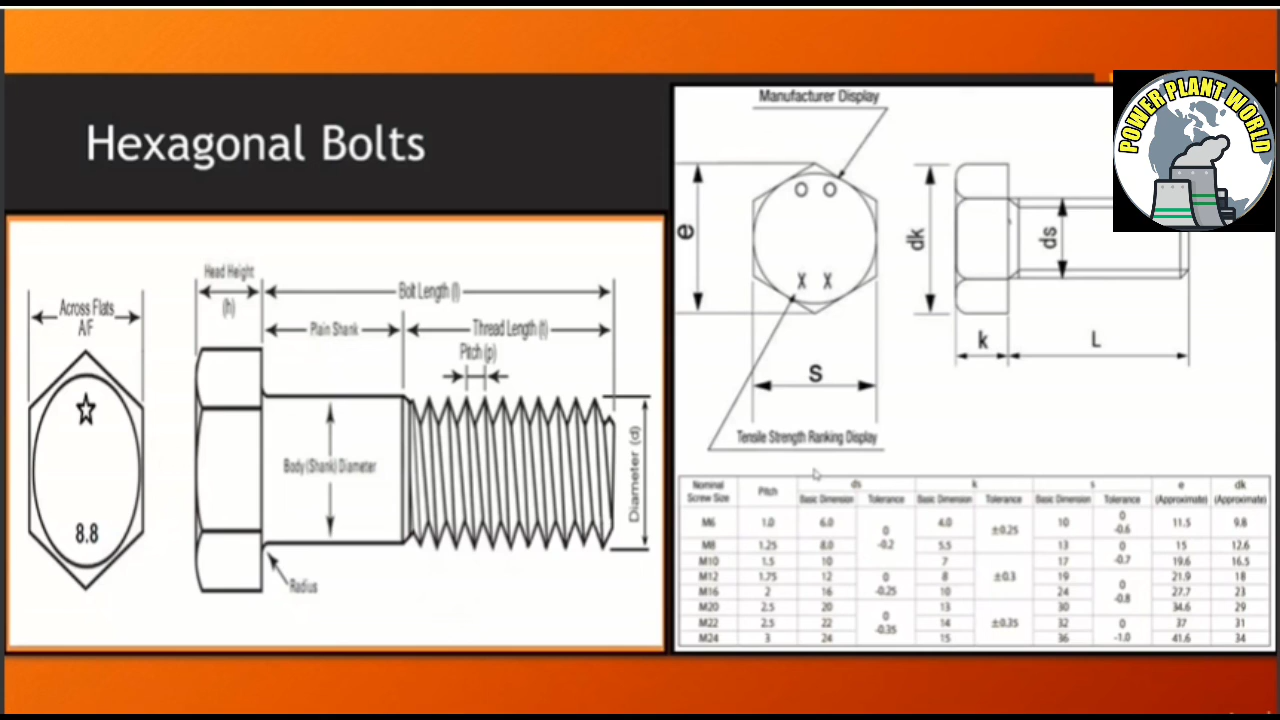 Hexagonal Bolts
POWER PLANT WORLD
Across Flats
A/F
8.8
Head Height
(h)
Bolt Length (l)
Plain Shank
Thread Length (t)
Pitch (p)
Body (Shank) Diameter
Diameter (d)
Radius
Manufacturer Display
O O
X X
e
S
dk
ds
k
L
Tensile Strength Ranking Display
Nominal Screw Size Pitch ds k s e (Approximate) dk (Approximate)
Basic Dimension Tolerance Basic Dimension Tolerance Basic Dimension Tolerance
M6 1.0 6.0 0 -0.2 4.0 ±0.25 10 0 -0.6 11.5 9.8
M8 1.25 8.0 5.5 13 0 -0.7 15 12.6
M10 1.5 10 7 ±0.3 17 19.6 16.5
M12 1.75 12 0 -0.25 8 19 0 -0.8 21.9 18
M16 2 16 10 24 27.7 23
M20 2.5 20 0 -0.35 13 ±0.35 30 34.6 29
M22 2.5 22 14 32 0 -1.0 37 31
M24 3 24 15 36 41.6 34